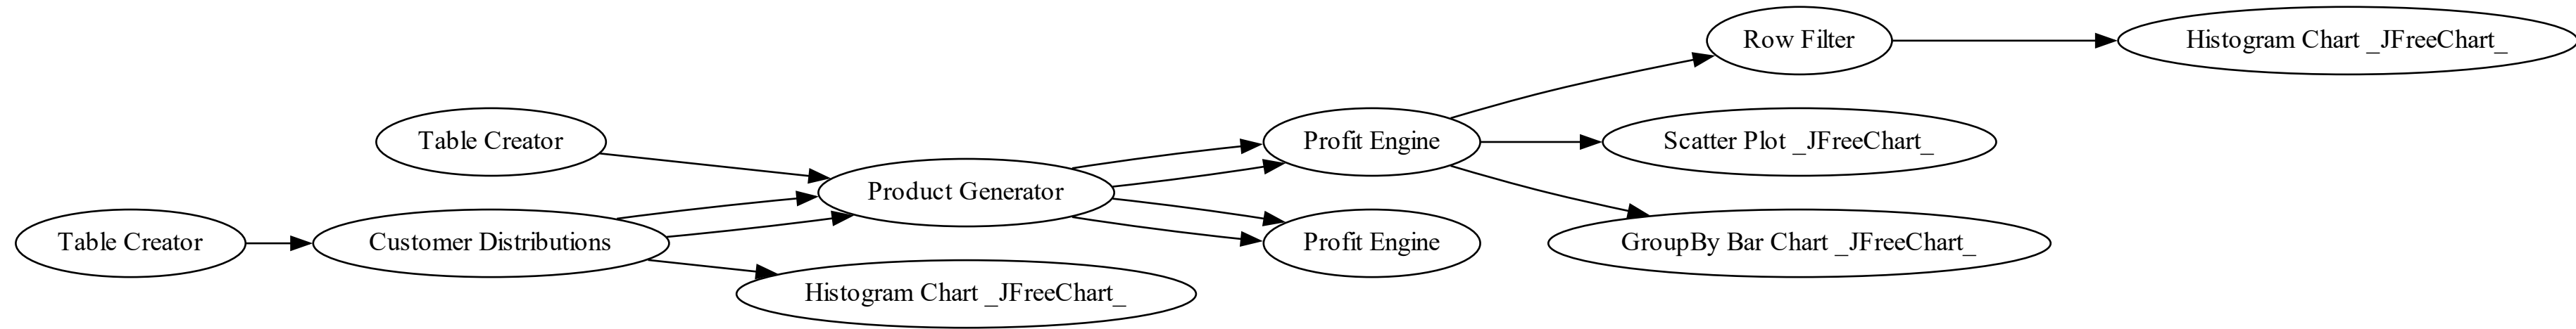 Row Filter
Histogram Chart _JFreeChart_
Table Creator
Profit Engine
Scatter Plot _JFreeChart_
Product Generator
Table Creator
Customer Distributions
Profit Engine
GroupBy Bar Chart _JFreeChart_
Histogram Chart _JFreeChart_